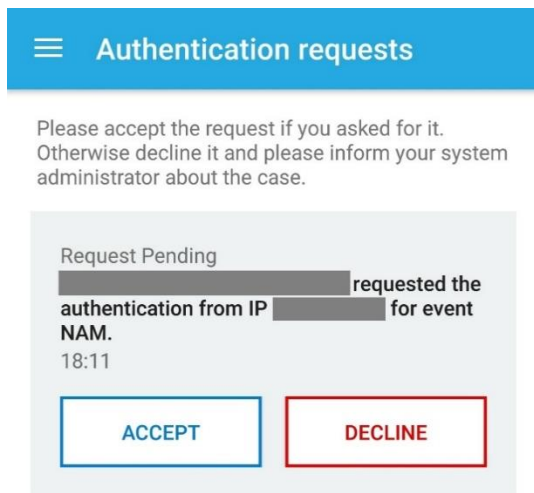 Authentication requests
Please accept the request if you asked for it.
Otherwise decline it and please inform your system
administrator about the case.
Request Pending
requested the
authentication from IP for event
NAM.
18:11
ACCEPT
DECLINE